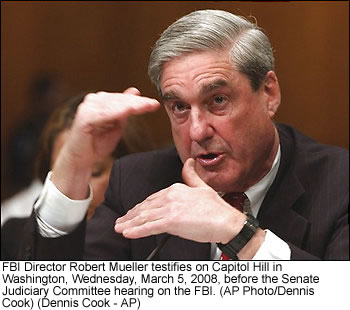 FBI Director Robert Mueller testifies on Capitol Hill in
Washington, Wednesday, March 5, 2008, before the Senate
Judiciary Committee hearing on the FBI. (AP Photo/Dennis
Cook) (Dennis Cook - AP)